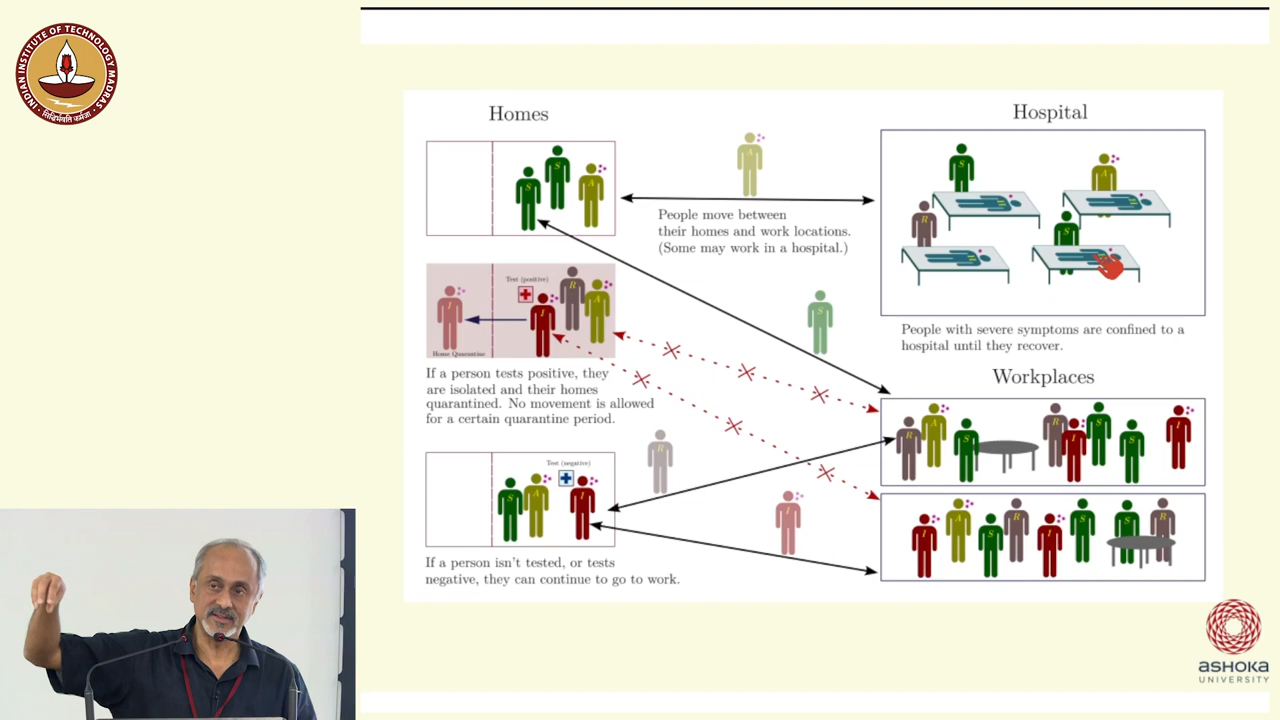 INDIAN INSTITUTE OF TECHNOLOGY MADRAS
सिद्धिर्भवति कर्मजा
Homes
Hospital
S
S
A
A
S
A
R
S
People move between
their homes and work locations.
(Some may work in a hospital.)
Test (positive)
I
I
R
A
Home Quarantine
S
People with severe symptoms are confined to a
hospital until they recover.
If a person tests positive, they
are isolated and their homes
quarantined. No movement is allowed
for a certain quarantine period.
Workplaces
R
A
S
R
I
S
S
I
R
Test (negative)
S
A
I
I
I
A
S
R
I
S
S
R
If a person isn't tested, or tests
negative, they can continue to go to work.
ASHOKA
UNIVERSITY